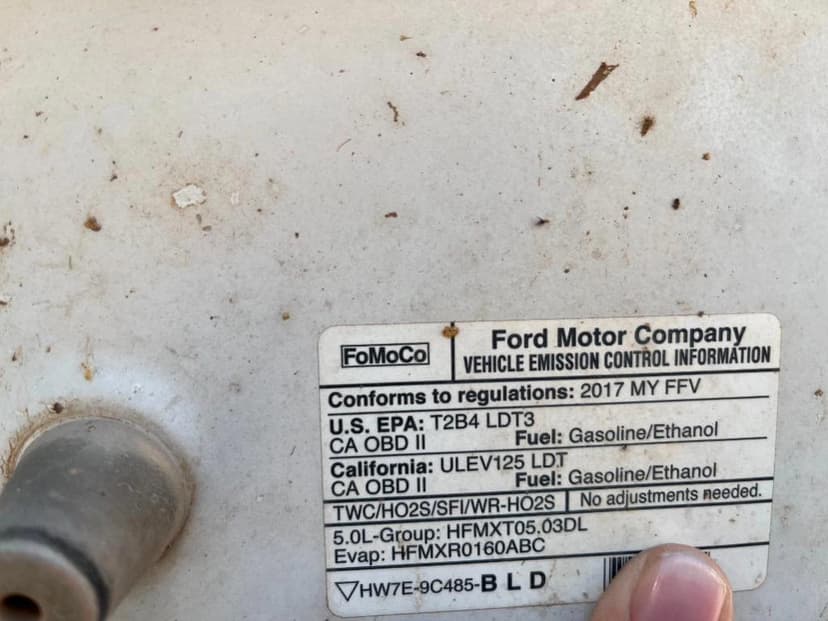 FoMoCo
Ford Motor Company
VEHICLE EMISSION CONTROL INFORMATION
Conforms to regulations: 2017 MY FFV
U.S. EPA: T2B4 LDT3
CA OBD II Fuel: Gasoline/Ethanol
California: ULEV125 LDT
CA OBD II Fuel: Gasoline/Ethanol
TWC/HO2S/SFI/WR-HO2S No adjustments needed.
5.0L-Group: HFMXT05.03DL
Evap: HFMXR0160ABC
HW7E-9C485-BLD